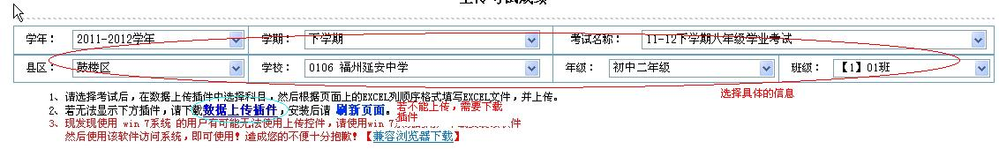 上传考试成绩
学年： 2011-2012学年 学期： 下学期 考试名称： 11-12下学期八年级学业考试
县区： 鼓楼区 学校： 0106 福州延安中学 年级： 初中二年级 班级： 【1】01班
选择具体的信息
1、请选择考试后，在数据上传插件中选择科目，然后根据页面上的EXCEL列顺序格式填写EXCEL文件，并上传。
2、若无法显示下方插件，请下载数据上传插件，安装后请 刷新页面。
若不能上传，需要下载
插件
3、现发现使用 win 7系统 的用户有可能无法使用上传控件，请使用win 7
然后使用该软件访问系统，即可使用！造成您的不便十分抱歉！【兼容浏览器下载】